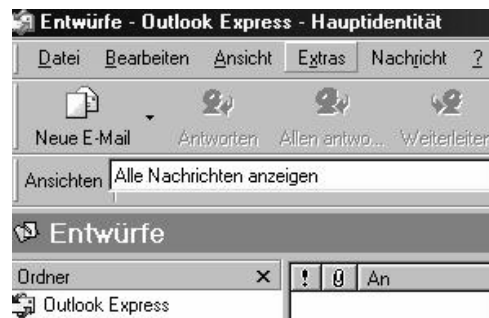 Entwürfe - Outlook Express - Hauptidentität
Datei Bearbeiten Ansicht Extras Nachricht ?
Neue E-Mail Antworten Allen antwo... Weiterleiten
Ansichten Alle Nachrichten anzeigen
Entwürfe
Ordner × ! An
Outlook Express